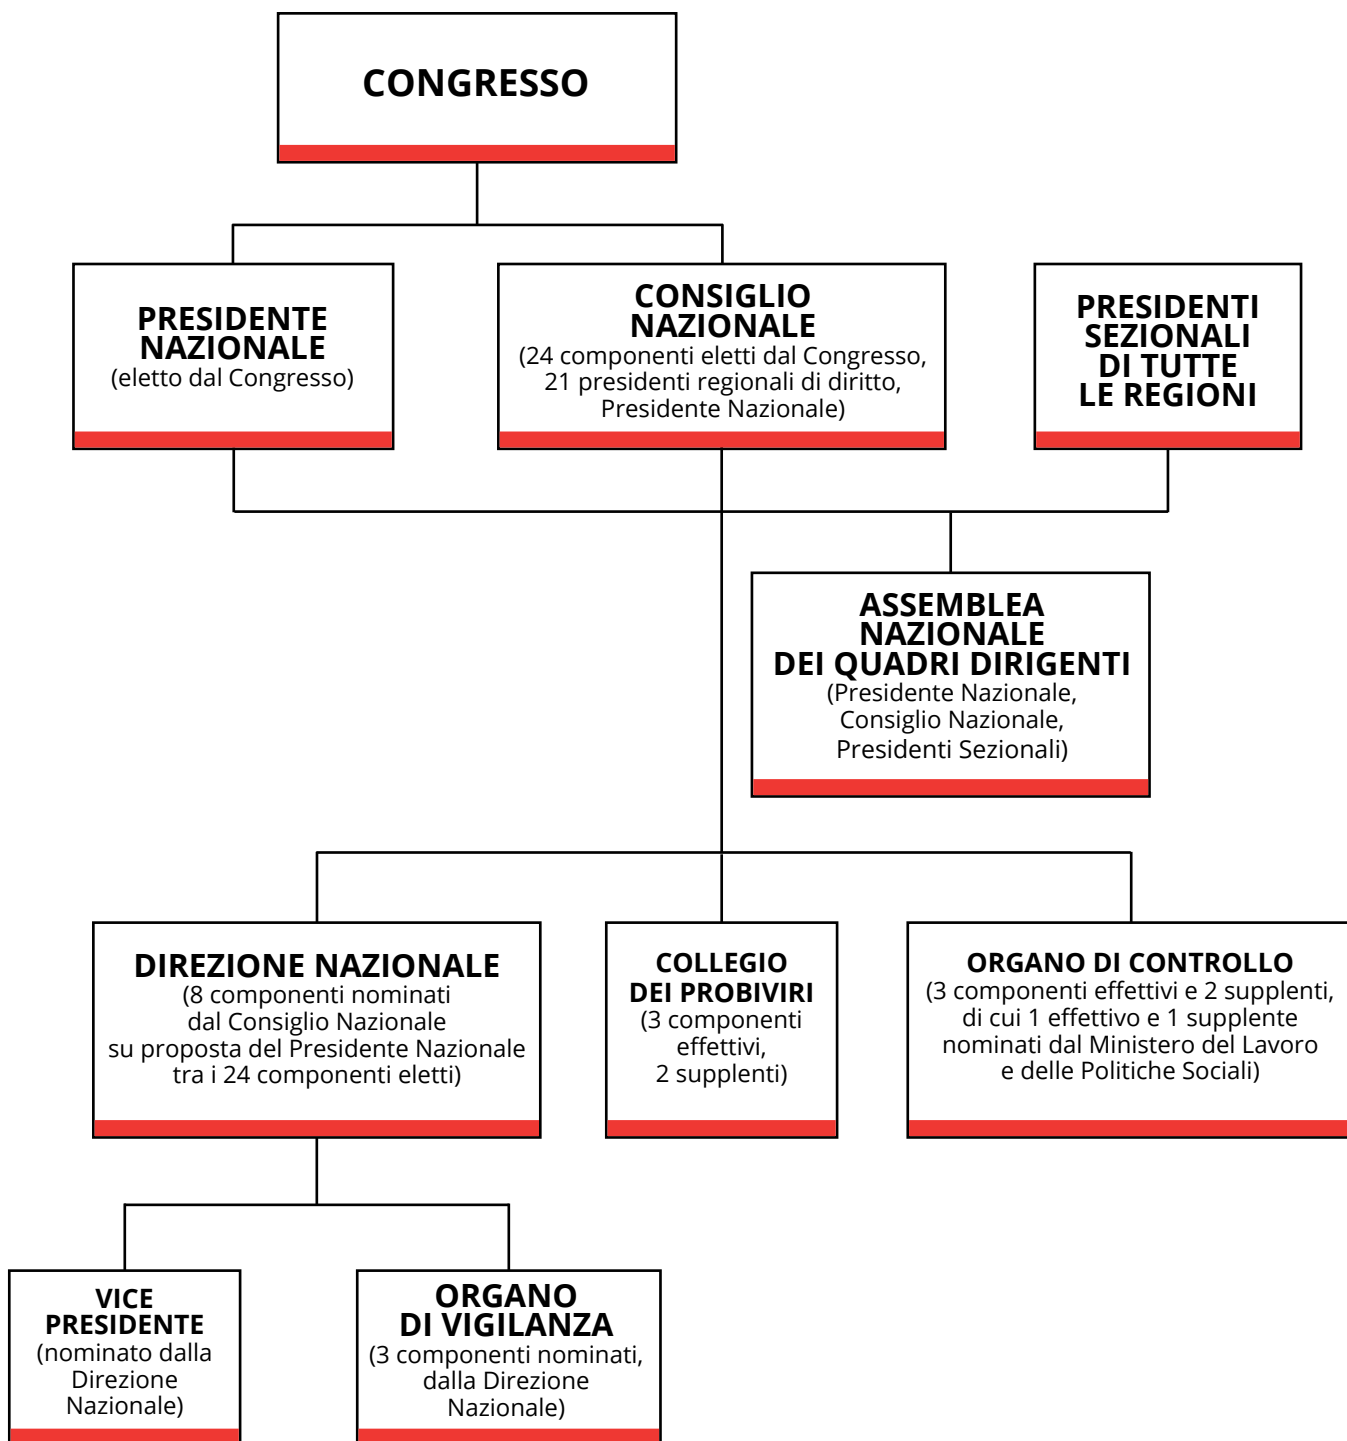 CONGRESSO
PRESIDENTE
NAZIONALE
(eletto dal Congresso)
CONSIGLIO
NAZIONALE
(24 componenti eletti dal Congresso,
21 presidenti regionali di diritto,
Presidente Nazionale)
PRESIDENTI
SEZIONALI
DI TUTTE
LE REGIONI
ASSEMBLEA
NAZIONALE
DEI QUADRI DIRIGENTI
(Presidente Nazionale,
Consiglio Nazionale,
Presidenti Sezionali)
DIREZIONE NAZIONALE
(8 componenti nominati
dal Consiglio Nazionale
su proposta del Presidente Nazionale
tra i 24 componenti eletti)
COLLEGIO
DEI PROBIVIRI
(3 componenti
effettivi,
2 supplenti)
ORGANO DI CONTROLLO
(3 componenti effettivi e 2 supplenti,
di cui 1 effettivo e 1 supplente
nominati dal Ministero del Lavoro
e delle Politiche Sociali)
VICE
PRESIDENTE
(nominato dalla
Direzione
Nazionale)
ORGANO
DI VIGILANZA
(3 componenti nominati,
dalla Direzione
Nazionale)